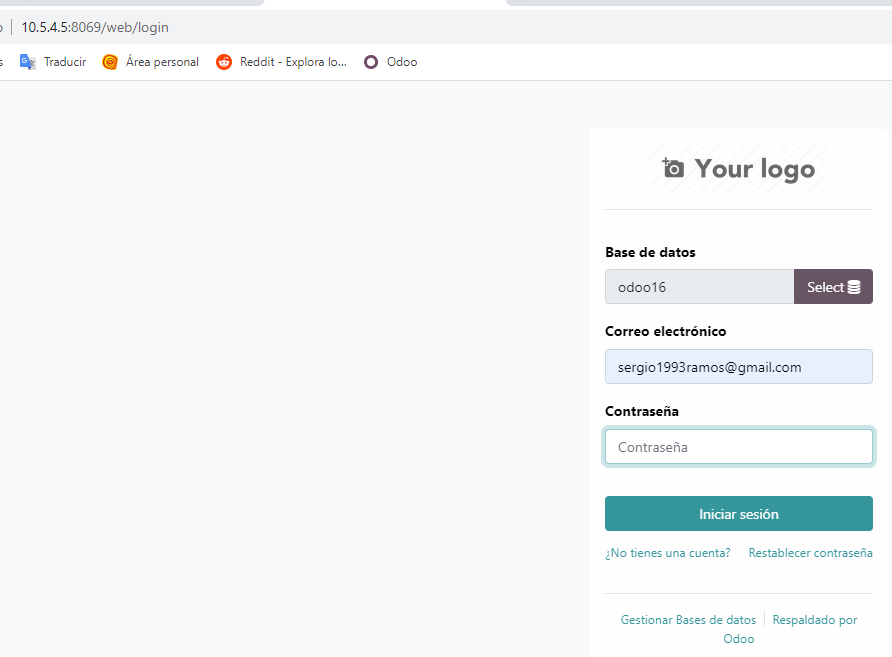 10.5.4.5:8069/web/login
Traducir Área personal Reddit - Explora lo... Odoo
Your logo
Base de datos
odoo16 Select
Correo electrónico
sergio1993ramos@gmail.com
Contraseña
Contraseña
Iniciar sesión
¿No tienes una cuenta? Restablecer contraseña
Gestionar Bases de datos | Respaldado por
Odoo